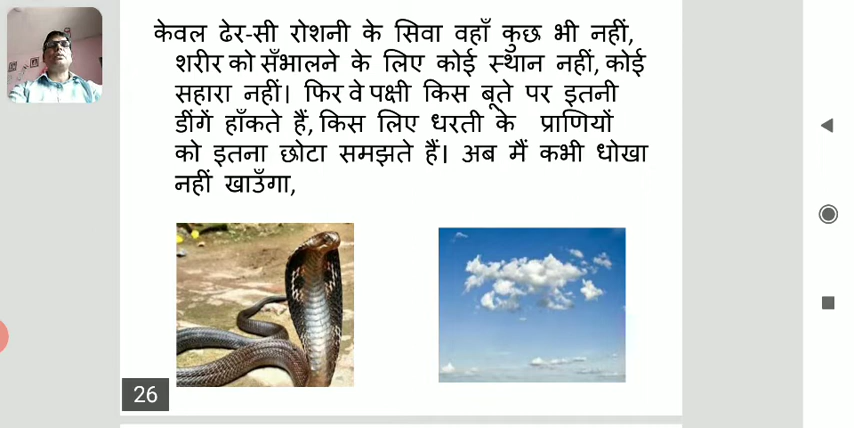 केवल ढेर-सी रोशनी के सिवा वहाँ कुछ भी नहीं,
शरीर को सँभालने के लिए कोई स्थान नहीं, कोई
सहारा नहीं। फिर वे पक्षी किस बूते पर इतनी
डींगें हाँकते हैं, किस लिए धरती के प्राणियों
को इतना छोटा समझते हैं। अब मैं कभी धोखा
नहीं खाउँगा,
26